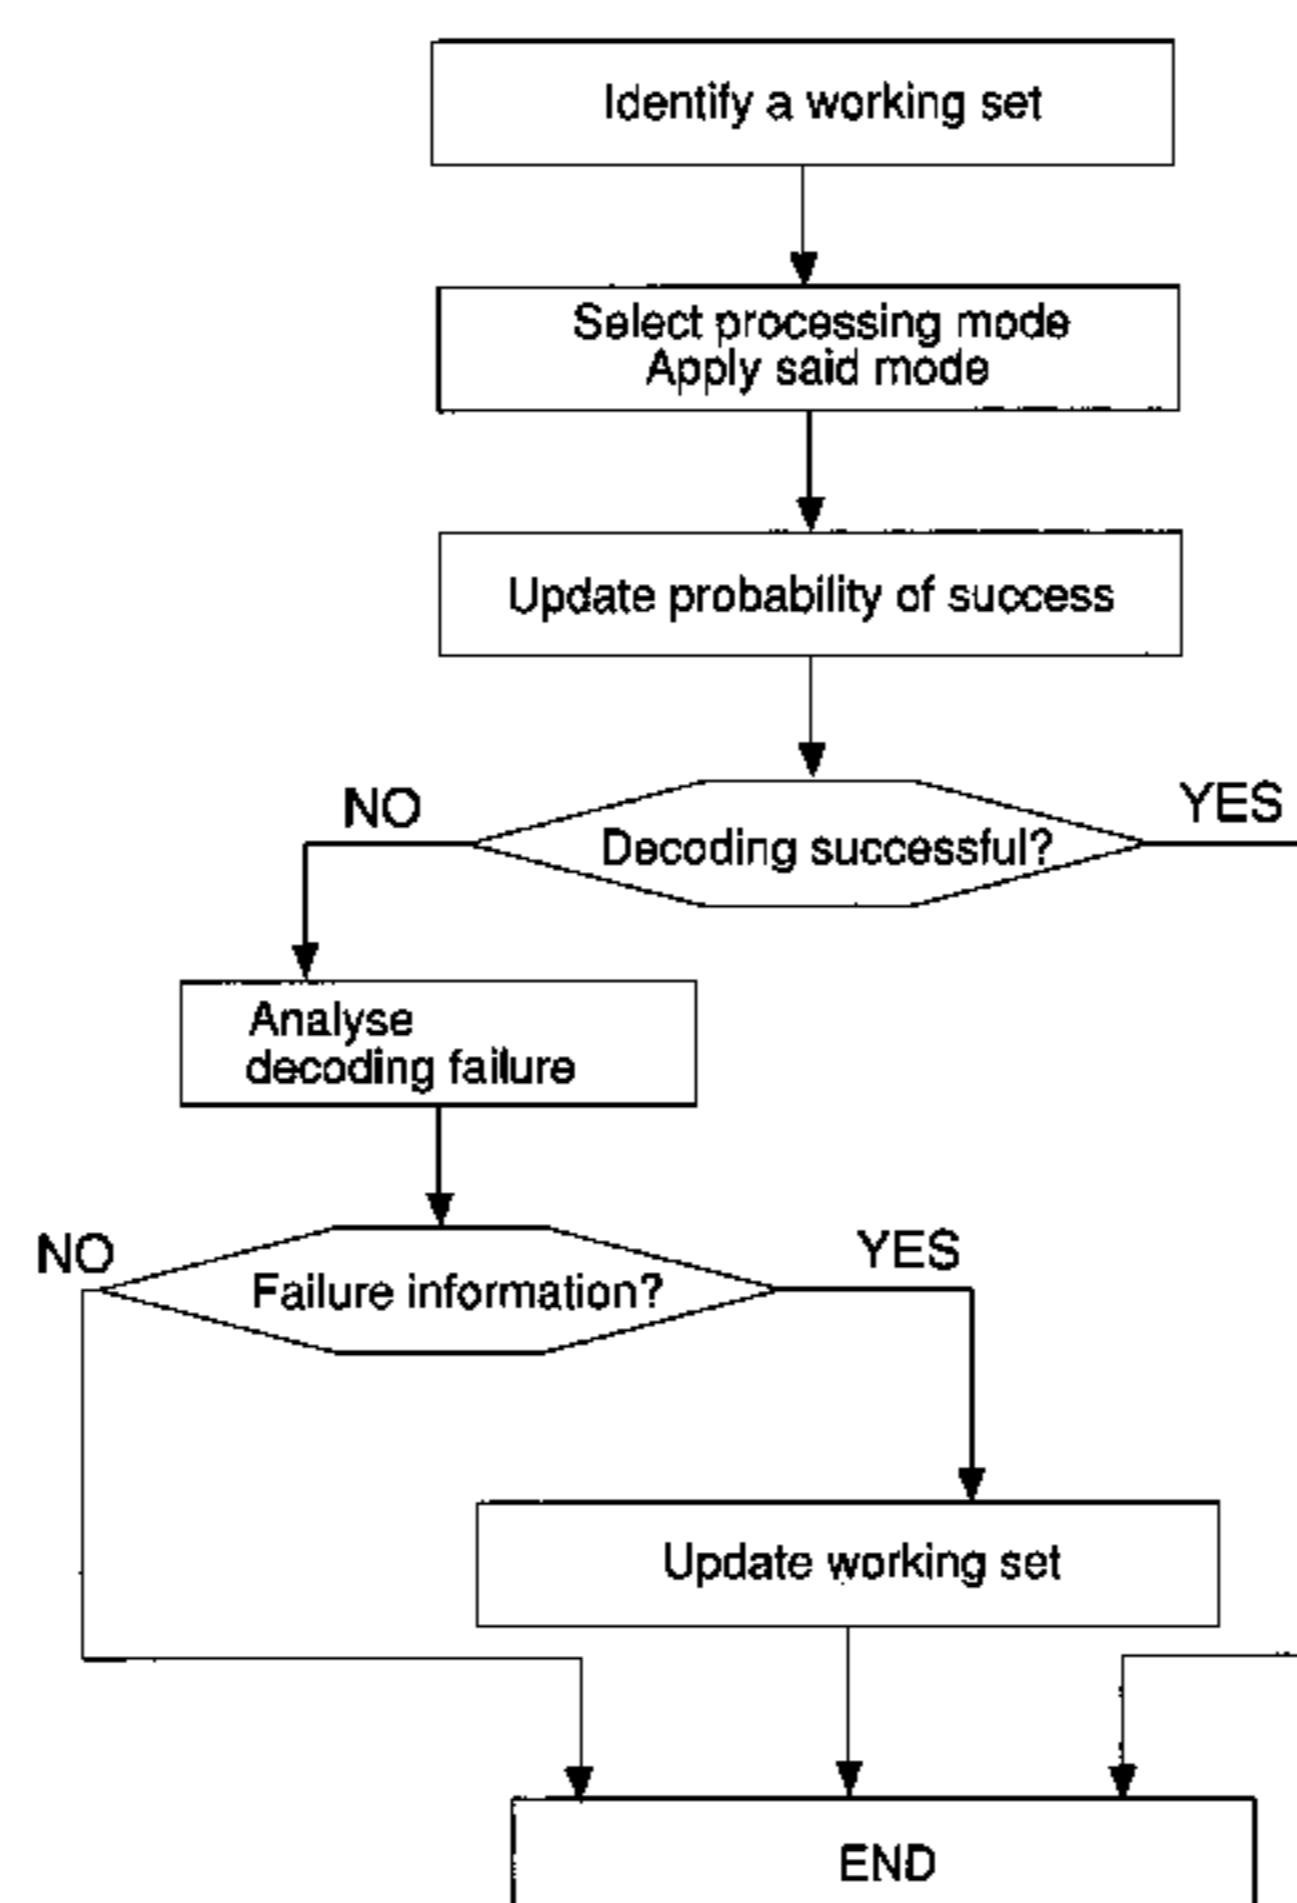 Identify a working set
Select processing mode
Apply said mode
Update probability of success
NO
YES
Decoding successful?
Analyse
decoding failure
NO
YES
Failure information?
Update working set
END